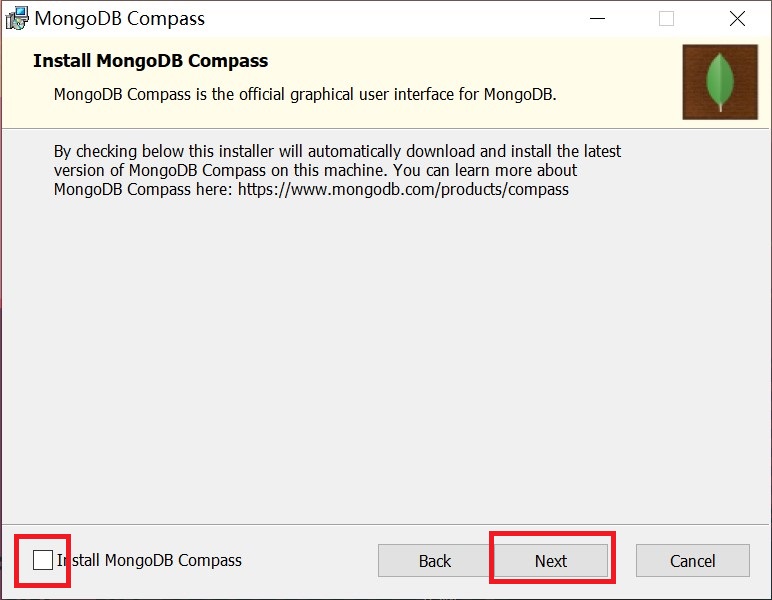 MongoDB Compass
Install MongoDB Compass
MongoDB Compass is the official graphical user interface for MongoDB.
By checking below this installer will automatically download and install the latest
version of MongoDB Compass on this machine. You can learn more about
MongoDB Compass here: https://www.mongodb.com/products/compass
Install MongoDB Compass
Back
Next
Cancel